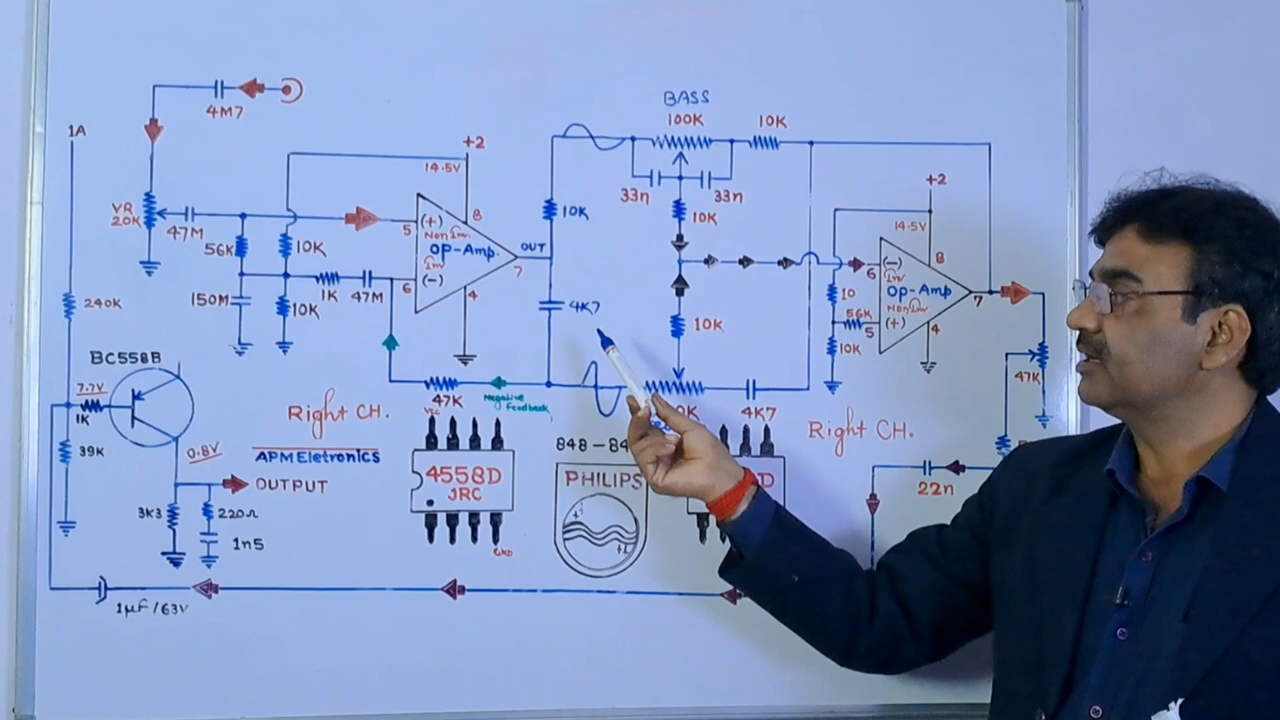 BASS
100K
10K
4M7
1A
+2
14.5V
+2
14.5V
VR
20K
47M
56K
10K
5
(+)
Non Inv.
8
Op-Amp.
Inv
(-)
6
OUT
7
4
10K
33n
33n
10K
150M
10K
1K
47M
4K7
10K
6
(-)
Inv
8
Op-Amp
Non Inv
(+)
5
7
4
10
56K
10K
240K
BC558B
7.7V
1K
39K
0.8V
47K
Negative
Feedback
4K7
47K
Right CH.
Right CH.
APMEletronics
OUTPUT
3K3
220Ω
1n5
Vcc
4558D
JRC
GND
848-84
PHILIPS
D
22n
1µF/63V